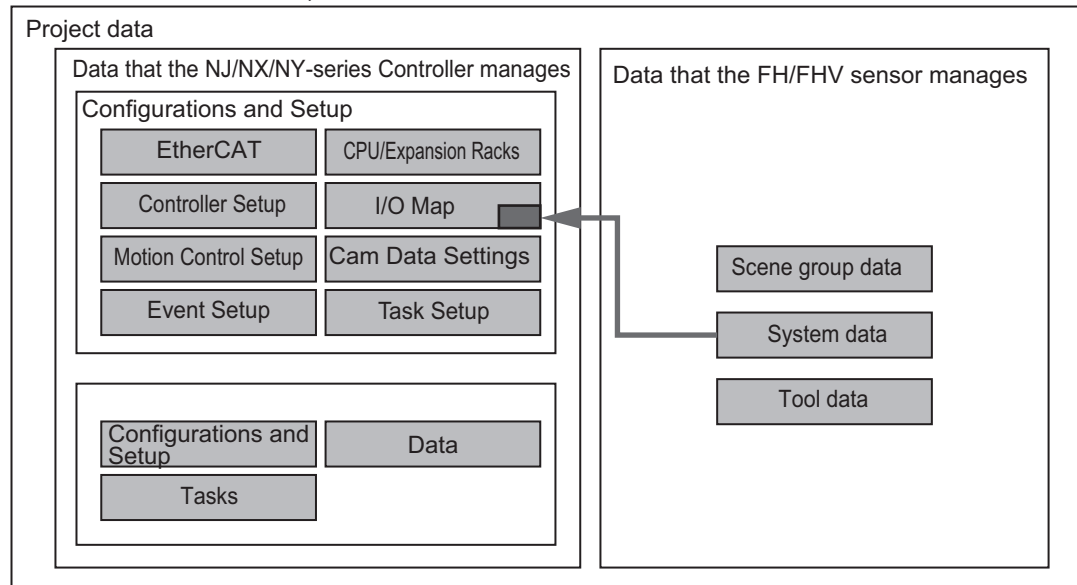 Project data
Data that the NJ/NX/NY-series Controller manages
Configurations and Setup
EtherCAT
CPU/Expansion Racks
Controller Setup
I/O Map
Motion Control Setup
Cam Data Settings
Event Setup
Task Setup
Configurations and
Setup
Data
Tasks
Data that the FH/FHV sensor manages
Scene group data
System data
Tool data